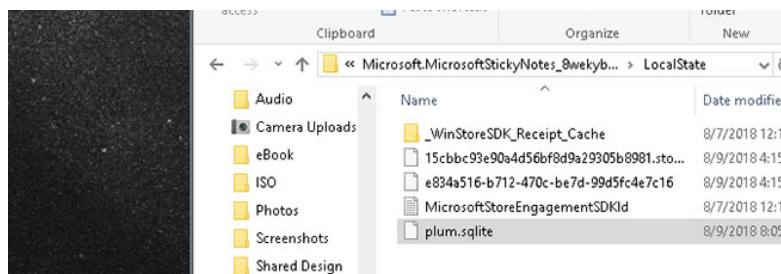 access
folder
Clipboard Organize New
« Microsoft.MicrosoftStickyNotes_8wekyb... › LocalState
Audio Name Date modifie
Camera Uploads _WinStoreSDK_Receipt_Cache 8/7/2018 12:1
eBook 15cbbc93e90a4d56bf8d9a29305b8981.sto... 8/9/2018 4:15
ISO e834a516-b712-470c-be7d-99d5fc4e7c16 8/9/2018 4:15
Photos MicrosoftStoreEngagementSDKId 8/7/2018 12:1
Screenshots plum.sqlite 8/9/2018 8:05
Shared Design